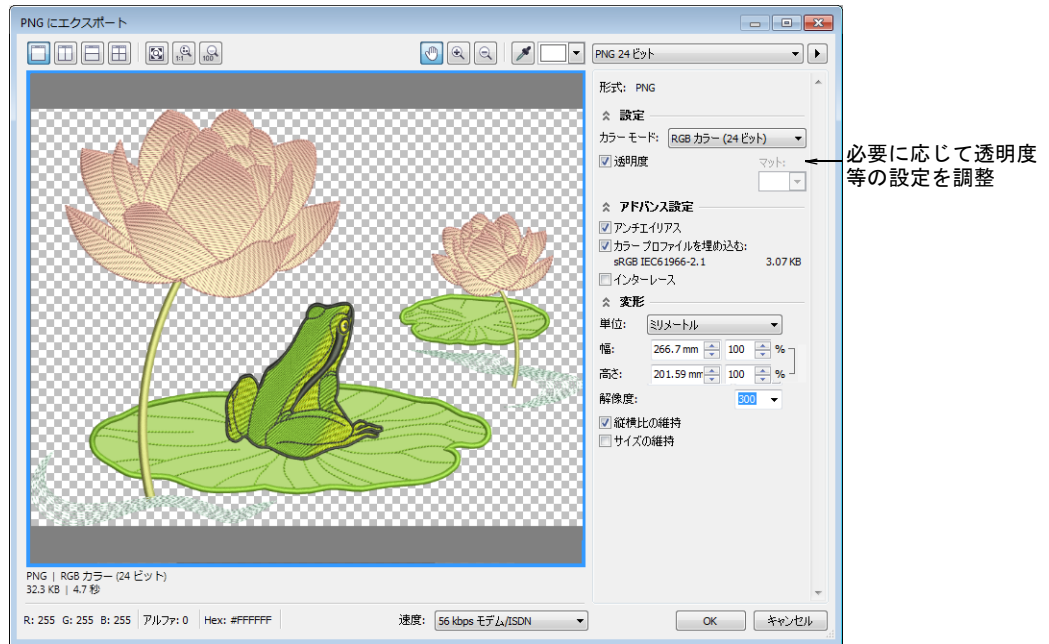 PNG にエクスポート
1:1
100
PNG 24 ビット
形式: PNG
設定
カラー モード: RGB カラー (24 ビット)
透明度
マット:
必要に応じて透明度
等の設定を調整
アドバンス設定
アンチエイリアス
カラー プロファイルを埋め込む:
sRGB IEC61966-2.1 3.07 KB
インターレース
変形
単位: ミリメートル
幅: 266.7 mm 100 %
高さ: 201.59 mm 100 %
解像度: 300
縦横比の維持
サイズの維持
PNG | RGB カラー (24 ビット)
32.3 KB | 4.7 秒
R: 255 G: 255 B: 255 アルファ: 0 Hex: #FFFFFF 速度: 56 kbps モデム/ISDN OK キャンセル